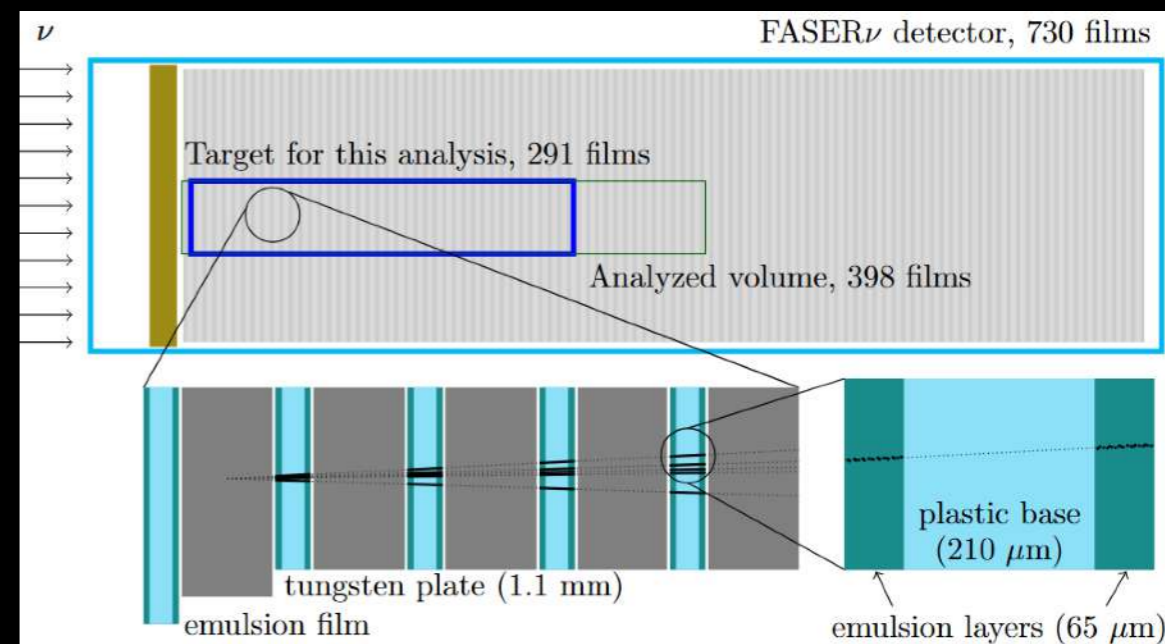 ν
FASERν detector, 730 films
Target for this analysis, 291 films
Analyzed volume, 398 films
plastic base
(210 μm)
tungsten plate (1.1 mm)
emulsion film
emulsion layers (65 μm)